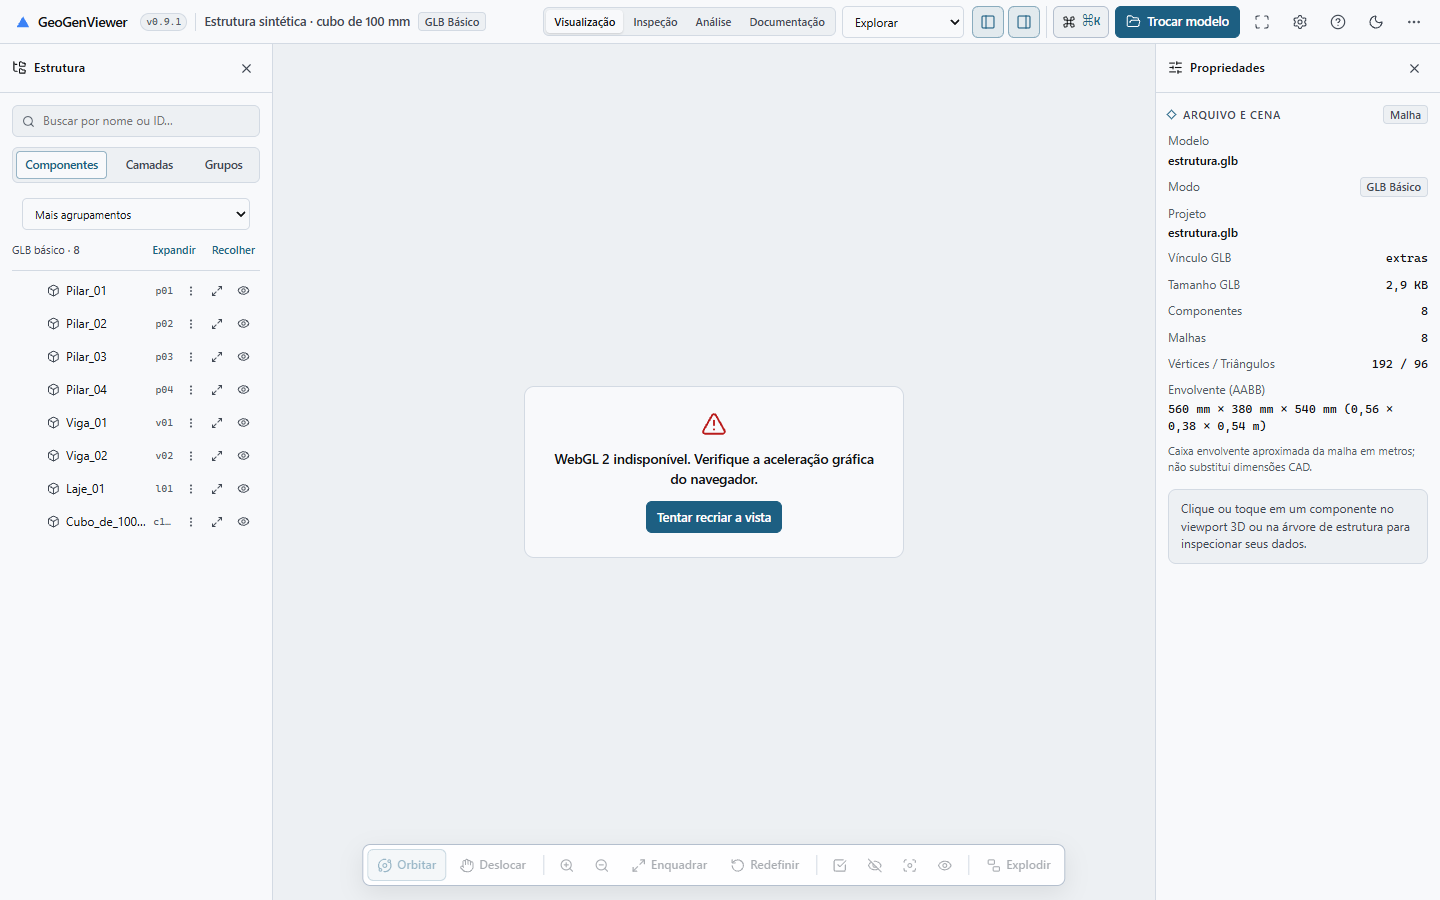 GeoGenViewer v0.9.1 Estrutura sintética · cubo de 100 mm GLB Básico Visualização Inspeção Análise Documentação Explorar ⌘ ⌘K Trocar modelo
Estrutura
Buscar por nome ou ID...
Componentes Camadas Grupos
Mais agrupamentos
GLB básico · 8 Expandir Recolher
Pilar_01 p01
Pilar_02 p02
Pilar_03 p03
Pilar_04 p04
Viga_01 v01
Viga_02 v02
Laje_01 l01
Cubo_de_100... c1…
WebGL 2 indisponível. Verifique a aceleração gráfica
do navegador.
Tentar recriar a vista
Orbitar Deslocar Enquadrar Redefinir Explodir
Propriedades
ARQUIVO E CENA Malha
Modelo
estrutura.glb
Modo GLB Básico
Projeto
estrutura.glb
Vínculo GLB extras
Tamanho GLB 2,9 KB
Componentes 8
Malhas 8
Vértices / Triângulos 192 / 96
Envolvente (AABB)
560 mm × 380 mm × 540 mm (0,56 ×
0,38 × 0,54 m)
Caixa envolvente aproximada da malha em metros;
não substitui dimensões CAD.
Clique ou toque em um componente no
viewport 3D ou na árvore de estrutura para
inspecionar seus dados.